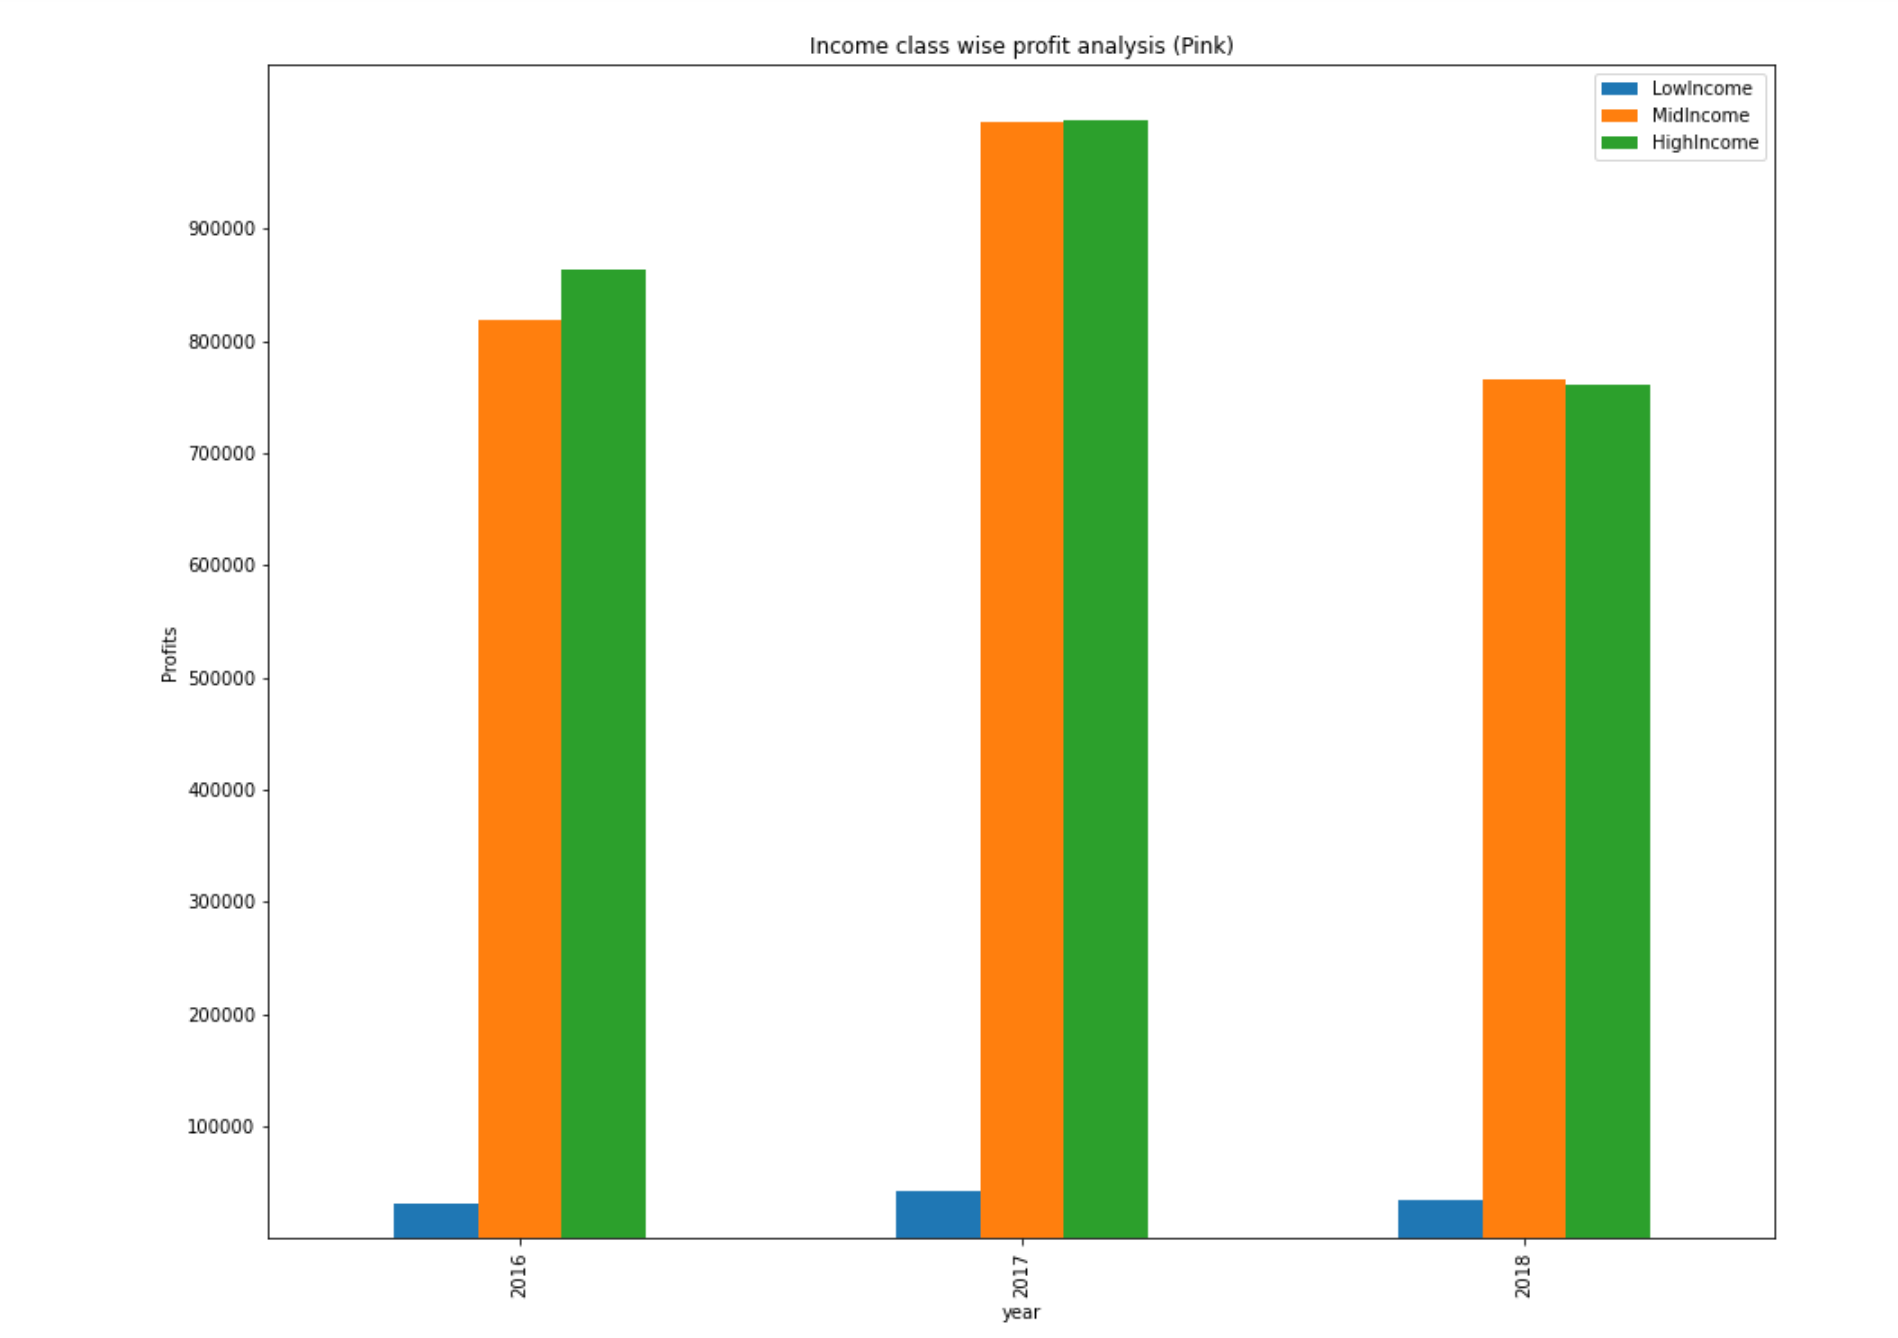 Income class wise profit analysis (Pink)
LowIncome
MidIncome
HighIncome
900000
800000
700000
600000
500000
400000
300000
200000
100000
Profits
2016
2017
2018
year